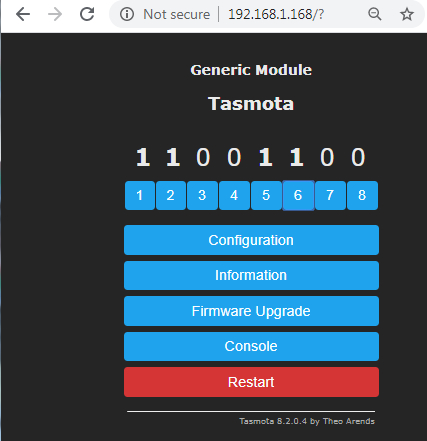 Not secure | 192.168.1.168/?
Generic Module
Tasmota
1 1 0 0 1 1 0 0
1 2 3 4 5 6 7 8
Configuration
Information
Firmware Upgrade
Console
Restart
Tasmota 8.2.0.4 by Theo Arends